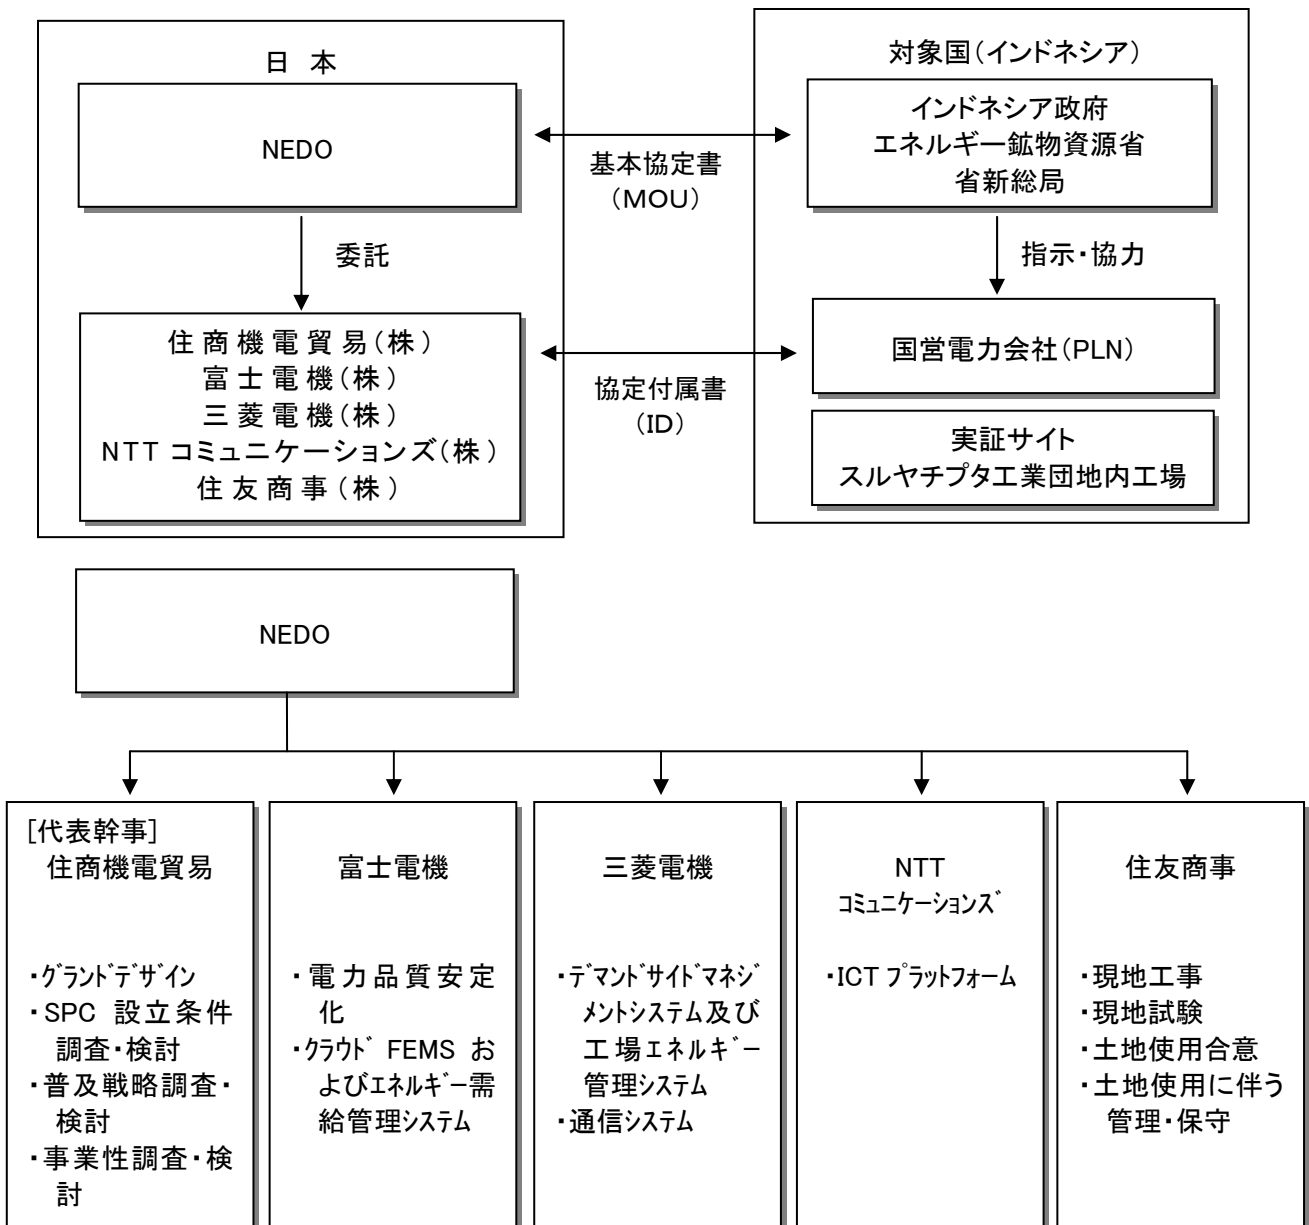 日 本
NEDO
委託
住商機電貿易(株)
富士電機(株)
三菱電機(株)
NTT コミュニケーションズ(株)
住友商事(株)
基本協定書
(MOU)
協定付属書
(ID)
対象国(インドネシア)
インドネシア政府
エネルギー鉱物資源省
省新総局
指示・協力
国営電力会社(PLN)
実証サイト
スルヤチプタ工業団地内工場
NEDO
[代表幹事]
住商機電貿易
・グランドデザイン
・SPC 設立条件
調査・検討
・普及戦略調査・
検討
・事業性調査・検
討
富士電機
・電力品質安定
化
・クラウド FEMS お
よびエネルギー需
給管理システム
三菱電機
・デマンドサイドマネジ
メントシステム及び
工場エネルギー
管理システム
・通信システム
NTT
コミュニケーションズ
・ICT プラットフォーム
住友商事
・現地工事
・現地試験
・土地使用合意
・土地使用に伴う
管理・保守